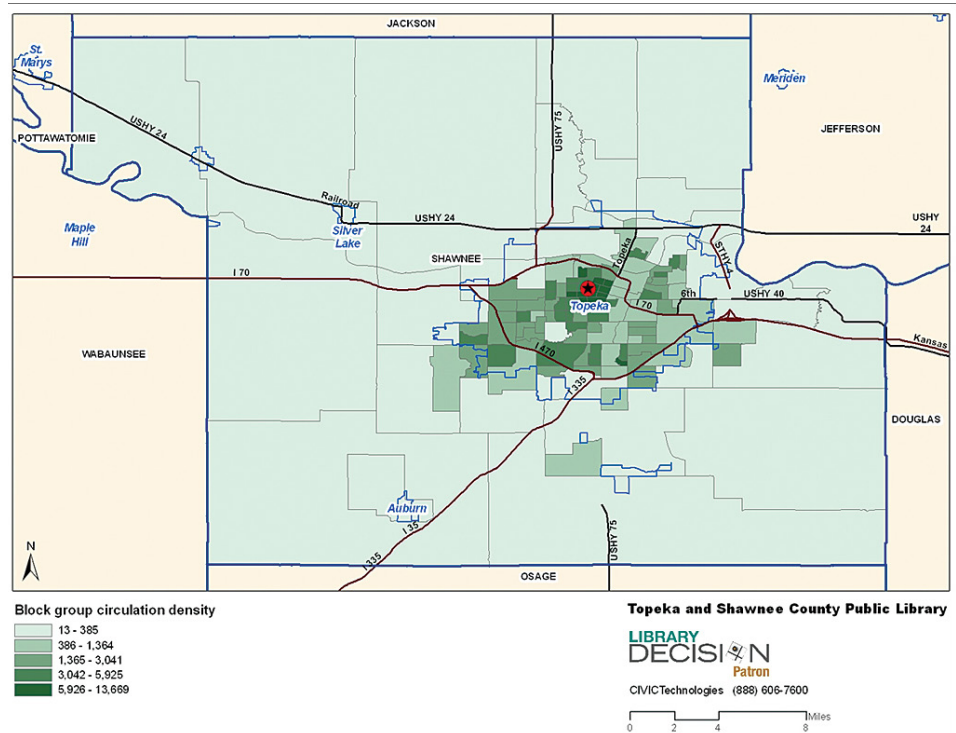 JACKSON
St.
Marys
Meriden
USHY 24
USHY 75
POTTAWATOMIE
JEFFERSON
Railroad
USHY 24
USHY
24
Maple
Hill
Silver
Lake
SHAWNEE
Topeka
STHY 4
I 70
6th
USHY 40
Topeka
I 70
Kansas
WABAUNSEE
I 470
I 335
DOUGLAS
Auburn
I 35
USHY 75
I 335
N
OSAGE
Block group circulation density
13 - 385
386 - 1,364
1,365 - 3,041
3,042 - 5,925
5,926 - 13,669
Topeka and Shawnee County Public Library
LIBRARY
DECISION
Patron
CIVICTechnologies (888) 606-7600
Miles
0 2 4 8